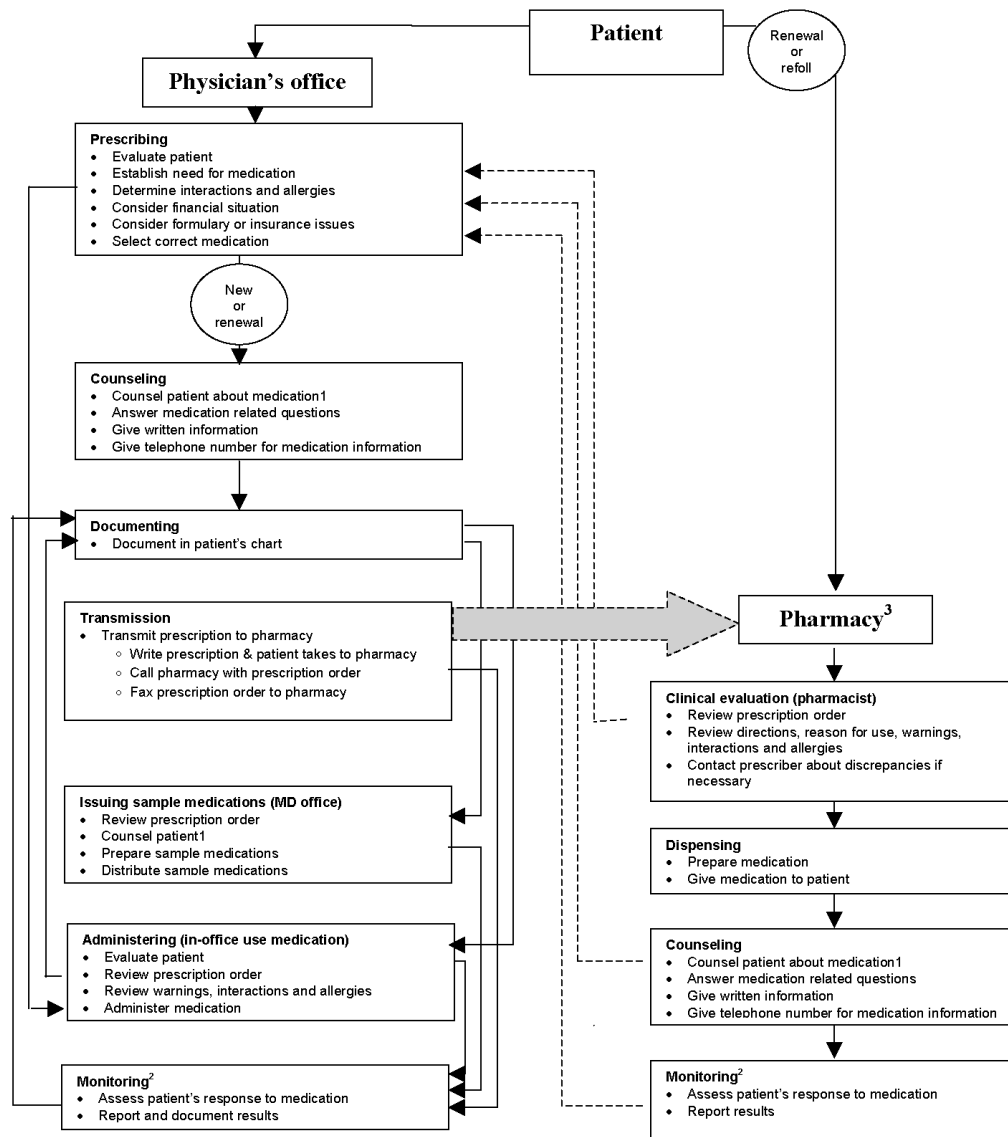 Patient
Renewal
or
refoll
Physician's office
Prescribing
• Evaluate patient
• Establish need for medication
• Determine interactions and allergies
• Consider financial situation
• Consider formulary or insurance issues
• Select correct medication
New
or
renewal
Counseling
• Counsel patient about medication1
• Answer medication related questions
• Give written information
• Give telephone number for medication information
Documenting
• Document in patient's chart
Transmission
• Transmit prescription to pharmacy
○ Write prescription & patient takes to pharmacy
○ Call pharmacy with prescription order
○ Fax prescription order to pharmacy
Issuing sample medications (MD office)
• Review prescription order
• Counsel patient1
• Prepare sample medications
• Distribute sample medications
Administering (in-office use medication)
• Evaluate patient
• Review prescription order
• Review warnings, interactions and allergies
• Administer medication
Monitoring²
• Assess patient's response to medication
• Report and document results
Pharmacy³
Clinical evaluation (pharmacist)
• Review prescription order
• Review directions, reason for use, warnings,
interactions and allergies
• Contact prescriber about discrepancies if
necessary
Dispensing
• Prepare medication
• Give medication to patient
Counseling
• Counsel patient about medication1
• Answer medication related questions
• Give written information
• Give telephone number for medication information
Monitoring²
• Assess patient's response to medication
• Report results